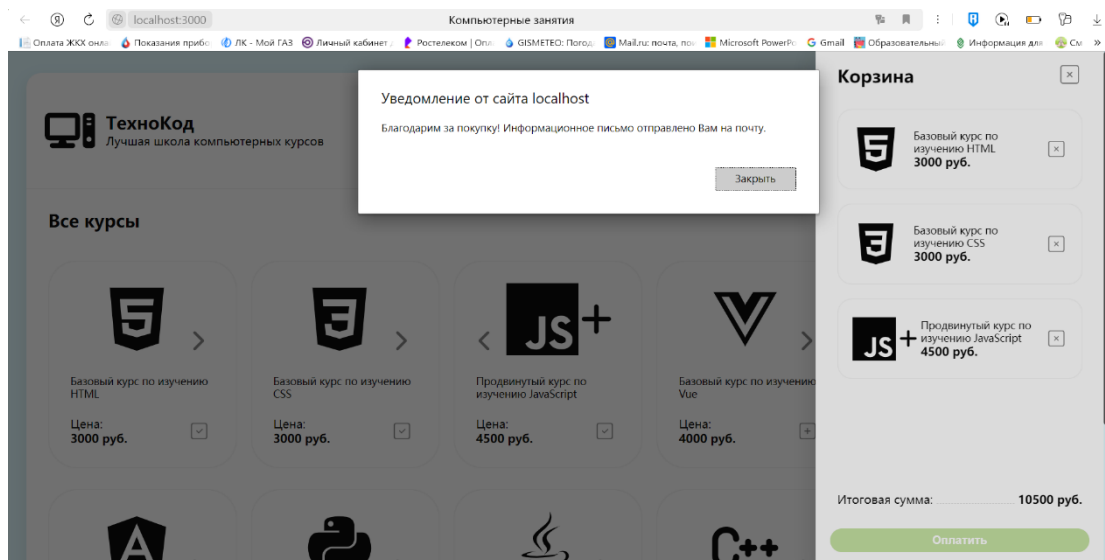 Я localhost:3000 Компьютерные занятия
Оплата ЖКХ онла Показания прибо ЛК - Мой ГАЗ Личный кабинет Ростелеком | Опл GISMETEO: Погод Mail.ru: почта, пои Microsoft PowerPo Gmail Образовательный Информация для См »
Уведомление от сайта localhost
Благодарим за покупку! Информационное письмо отправлено Вам на почту.
Закрыть
ТехноКод
Лучшая школа компьютерных курсов
Все курсы
Базовый курс по изучению
HTML
Цена:
3000 руб.
Базовый курс по изучению
CSS
Цена:
3000 руб.
JS+
Продвинутый курс по
изучению JavaScript
Цена:
4500 руб.
Базовый курс по изучению
Vue
Цена:
4000 руб.
C++
Корзина
Базовый курс по
изучению HTML
3000 руб.
Базовый курс по
изучению CSS
3000 руб.
JS+
Продвинутый курс по
изучению JavaScript
4500 руб.
Итоговая сумма: 10500 руб.
Оплатить